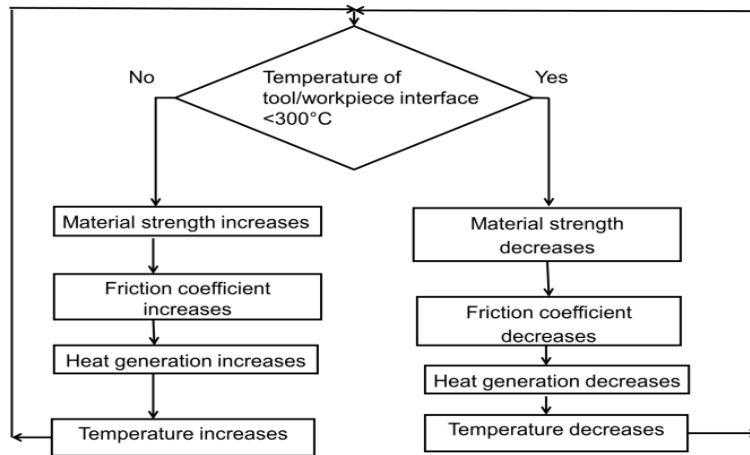 No
Temperature of
tool/workpiece interface
<300°C
Yes
Material strength increases
Friction coefficient
increases
Heat generation increases
Temperature increases
Material strength
decreases
Friction coefficient
decreases
Heat generation decreases
Temperature decreases